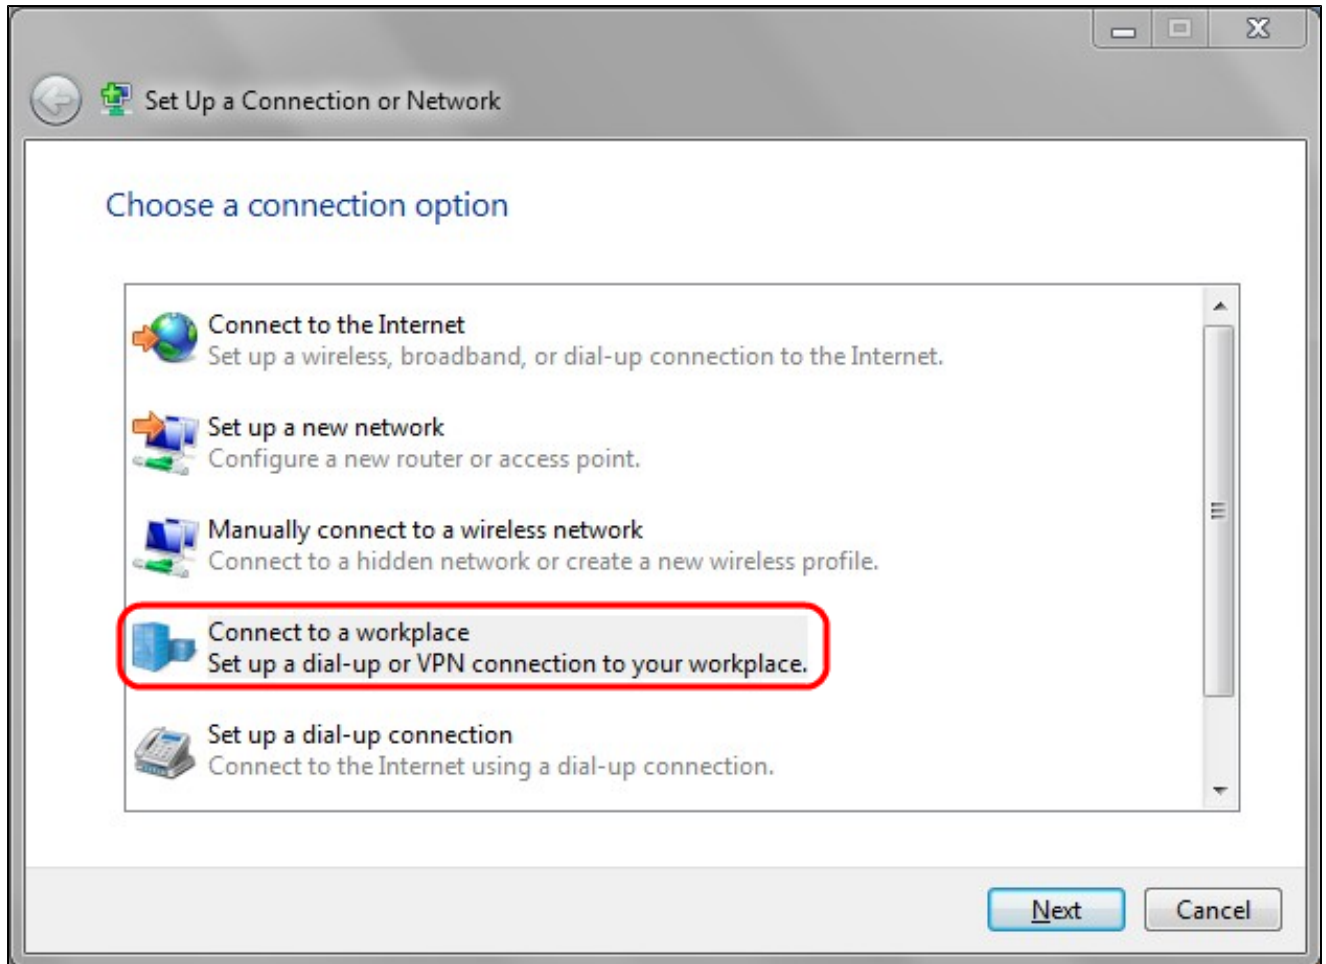 Set Up a Connection or Network
Choose a connection option
Connect to the Internet
Set up a wireless, broadband, or dial-up connection to the Internet.
Set up a new network
Configure a new router or access point.
Manually connect to a wireless network
Connect to a hidden network or create a new wireless profile.
Connect to a workplace
Set up a dial-up or VPN connection to your workplace.
Set up a dial-up connection
Connect to the Internet using a dial-up connection.
Next Cancel